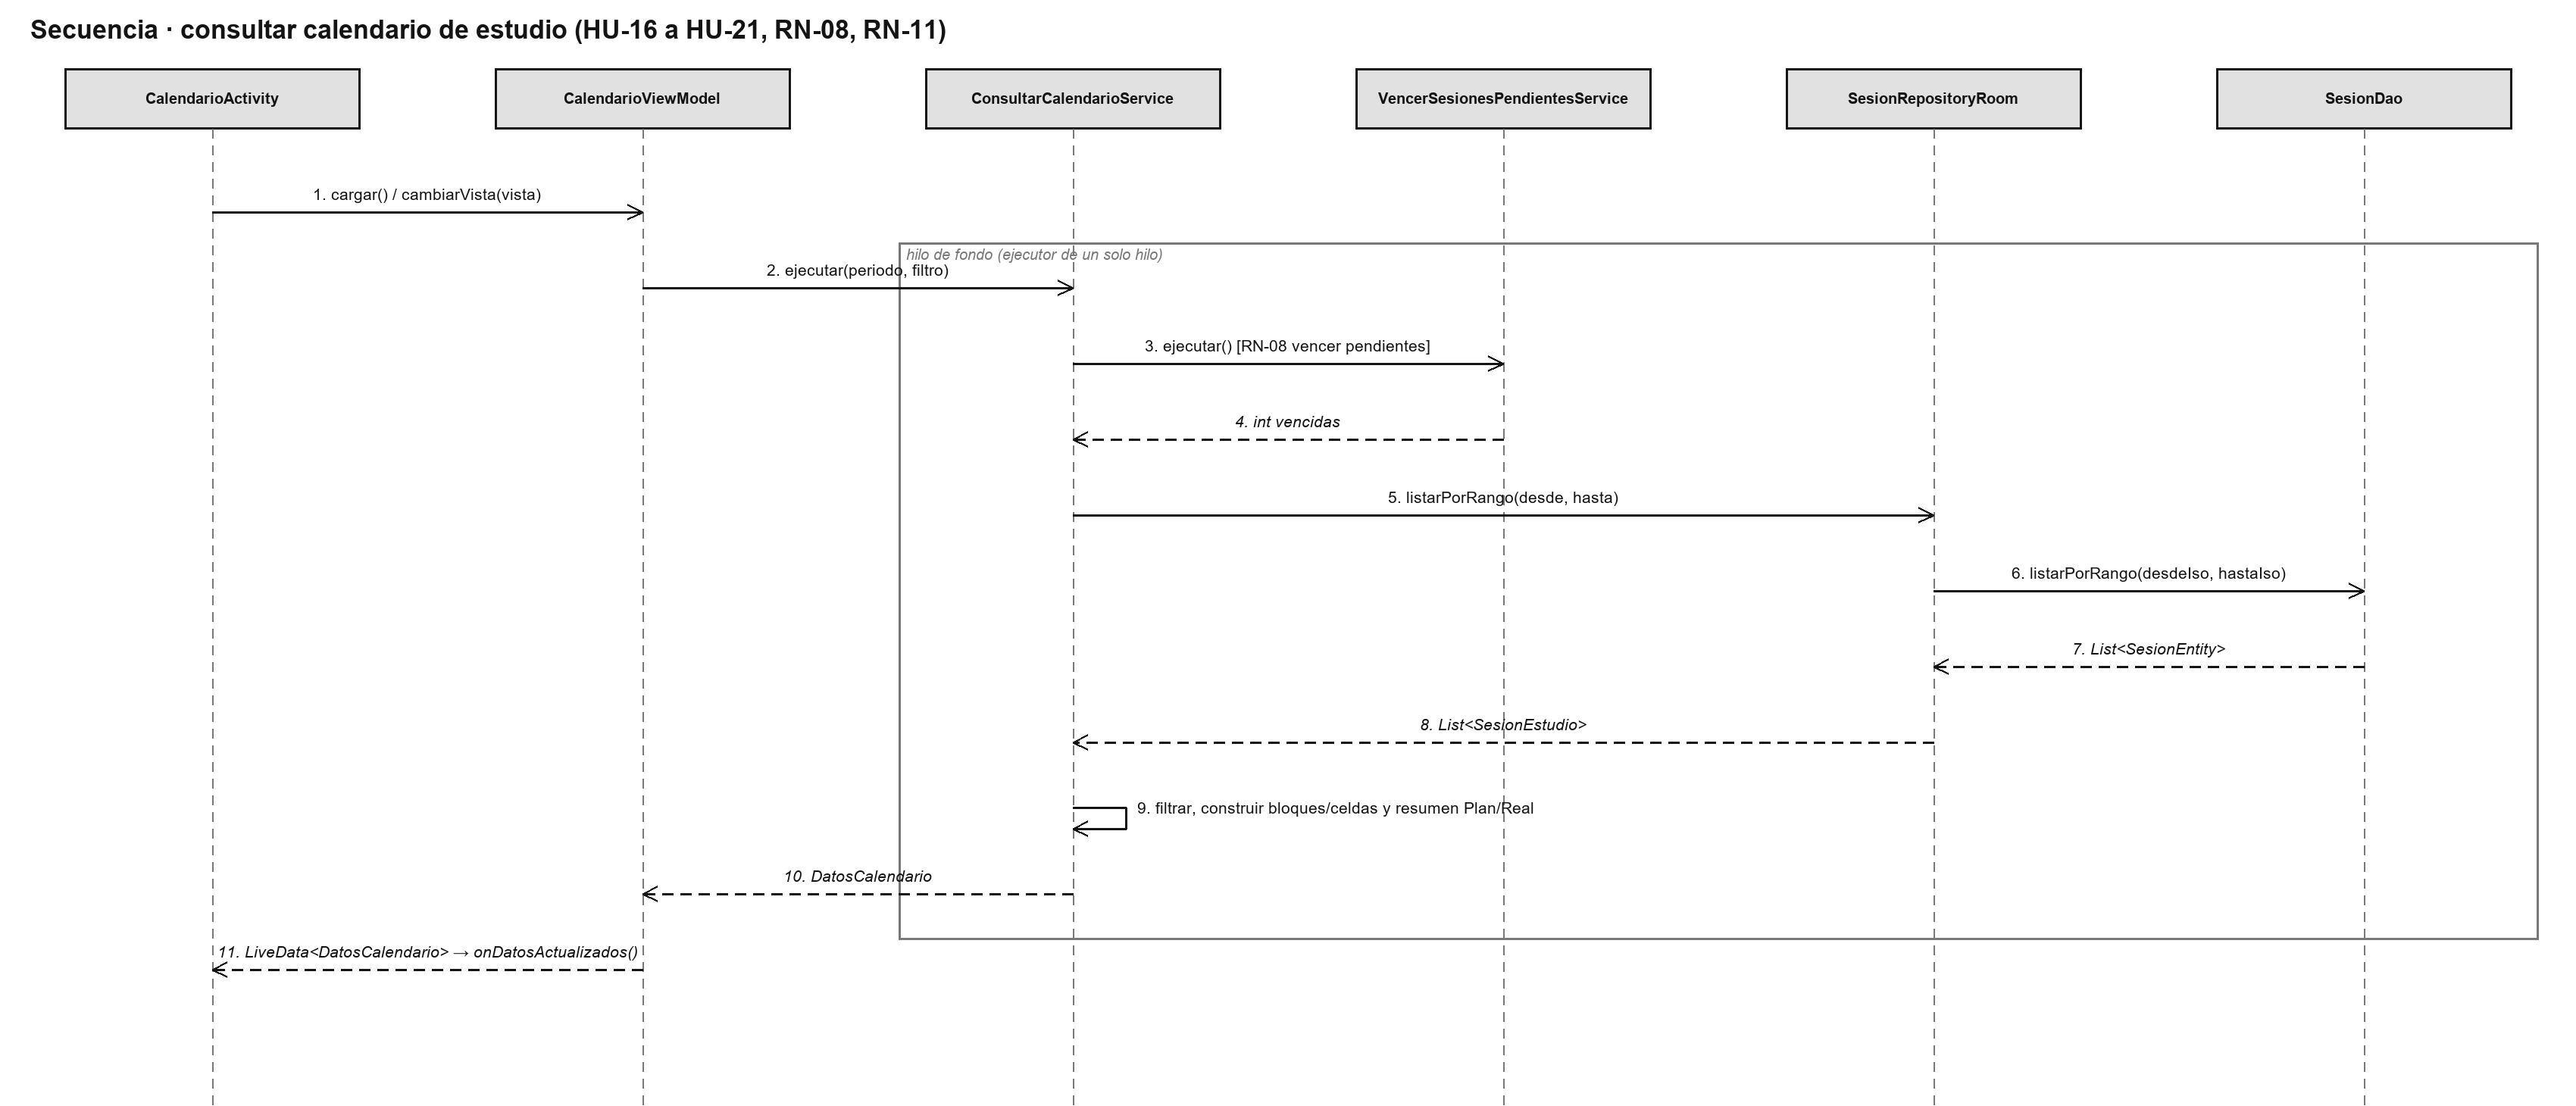 Secuencia · consultar calendario de estudio (HU-16 a HU-21, RN-08, RN-11)
CalendarioActivity
CalendarioViewModel
ConsultarCalendarioService
VencerSesionesPendientesService
SesionRepositoryRoom
SesionDao
1. cargar() / cambiarVista(vista)
hilo de fondo (ejecutor de un solo hilo)
2. ejecutar(periodo, filtro)
3. ejecutar() [RN-08 vencer pendientes]
4. int vencidas
5. listarPorRango(desde, hasta)
6. listarPorRango(desdeIso, hastaIso)
7. List<SesionEntity>
8. List<SesionEstudio>
9. filtrar, construir bloques/celdas y resumen Plan/Real
10. DatosCalendario
11. LiveData<DatosCalendario> → onDatosActualizados()